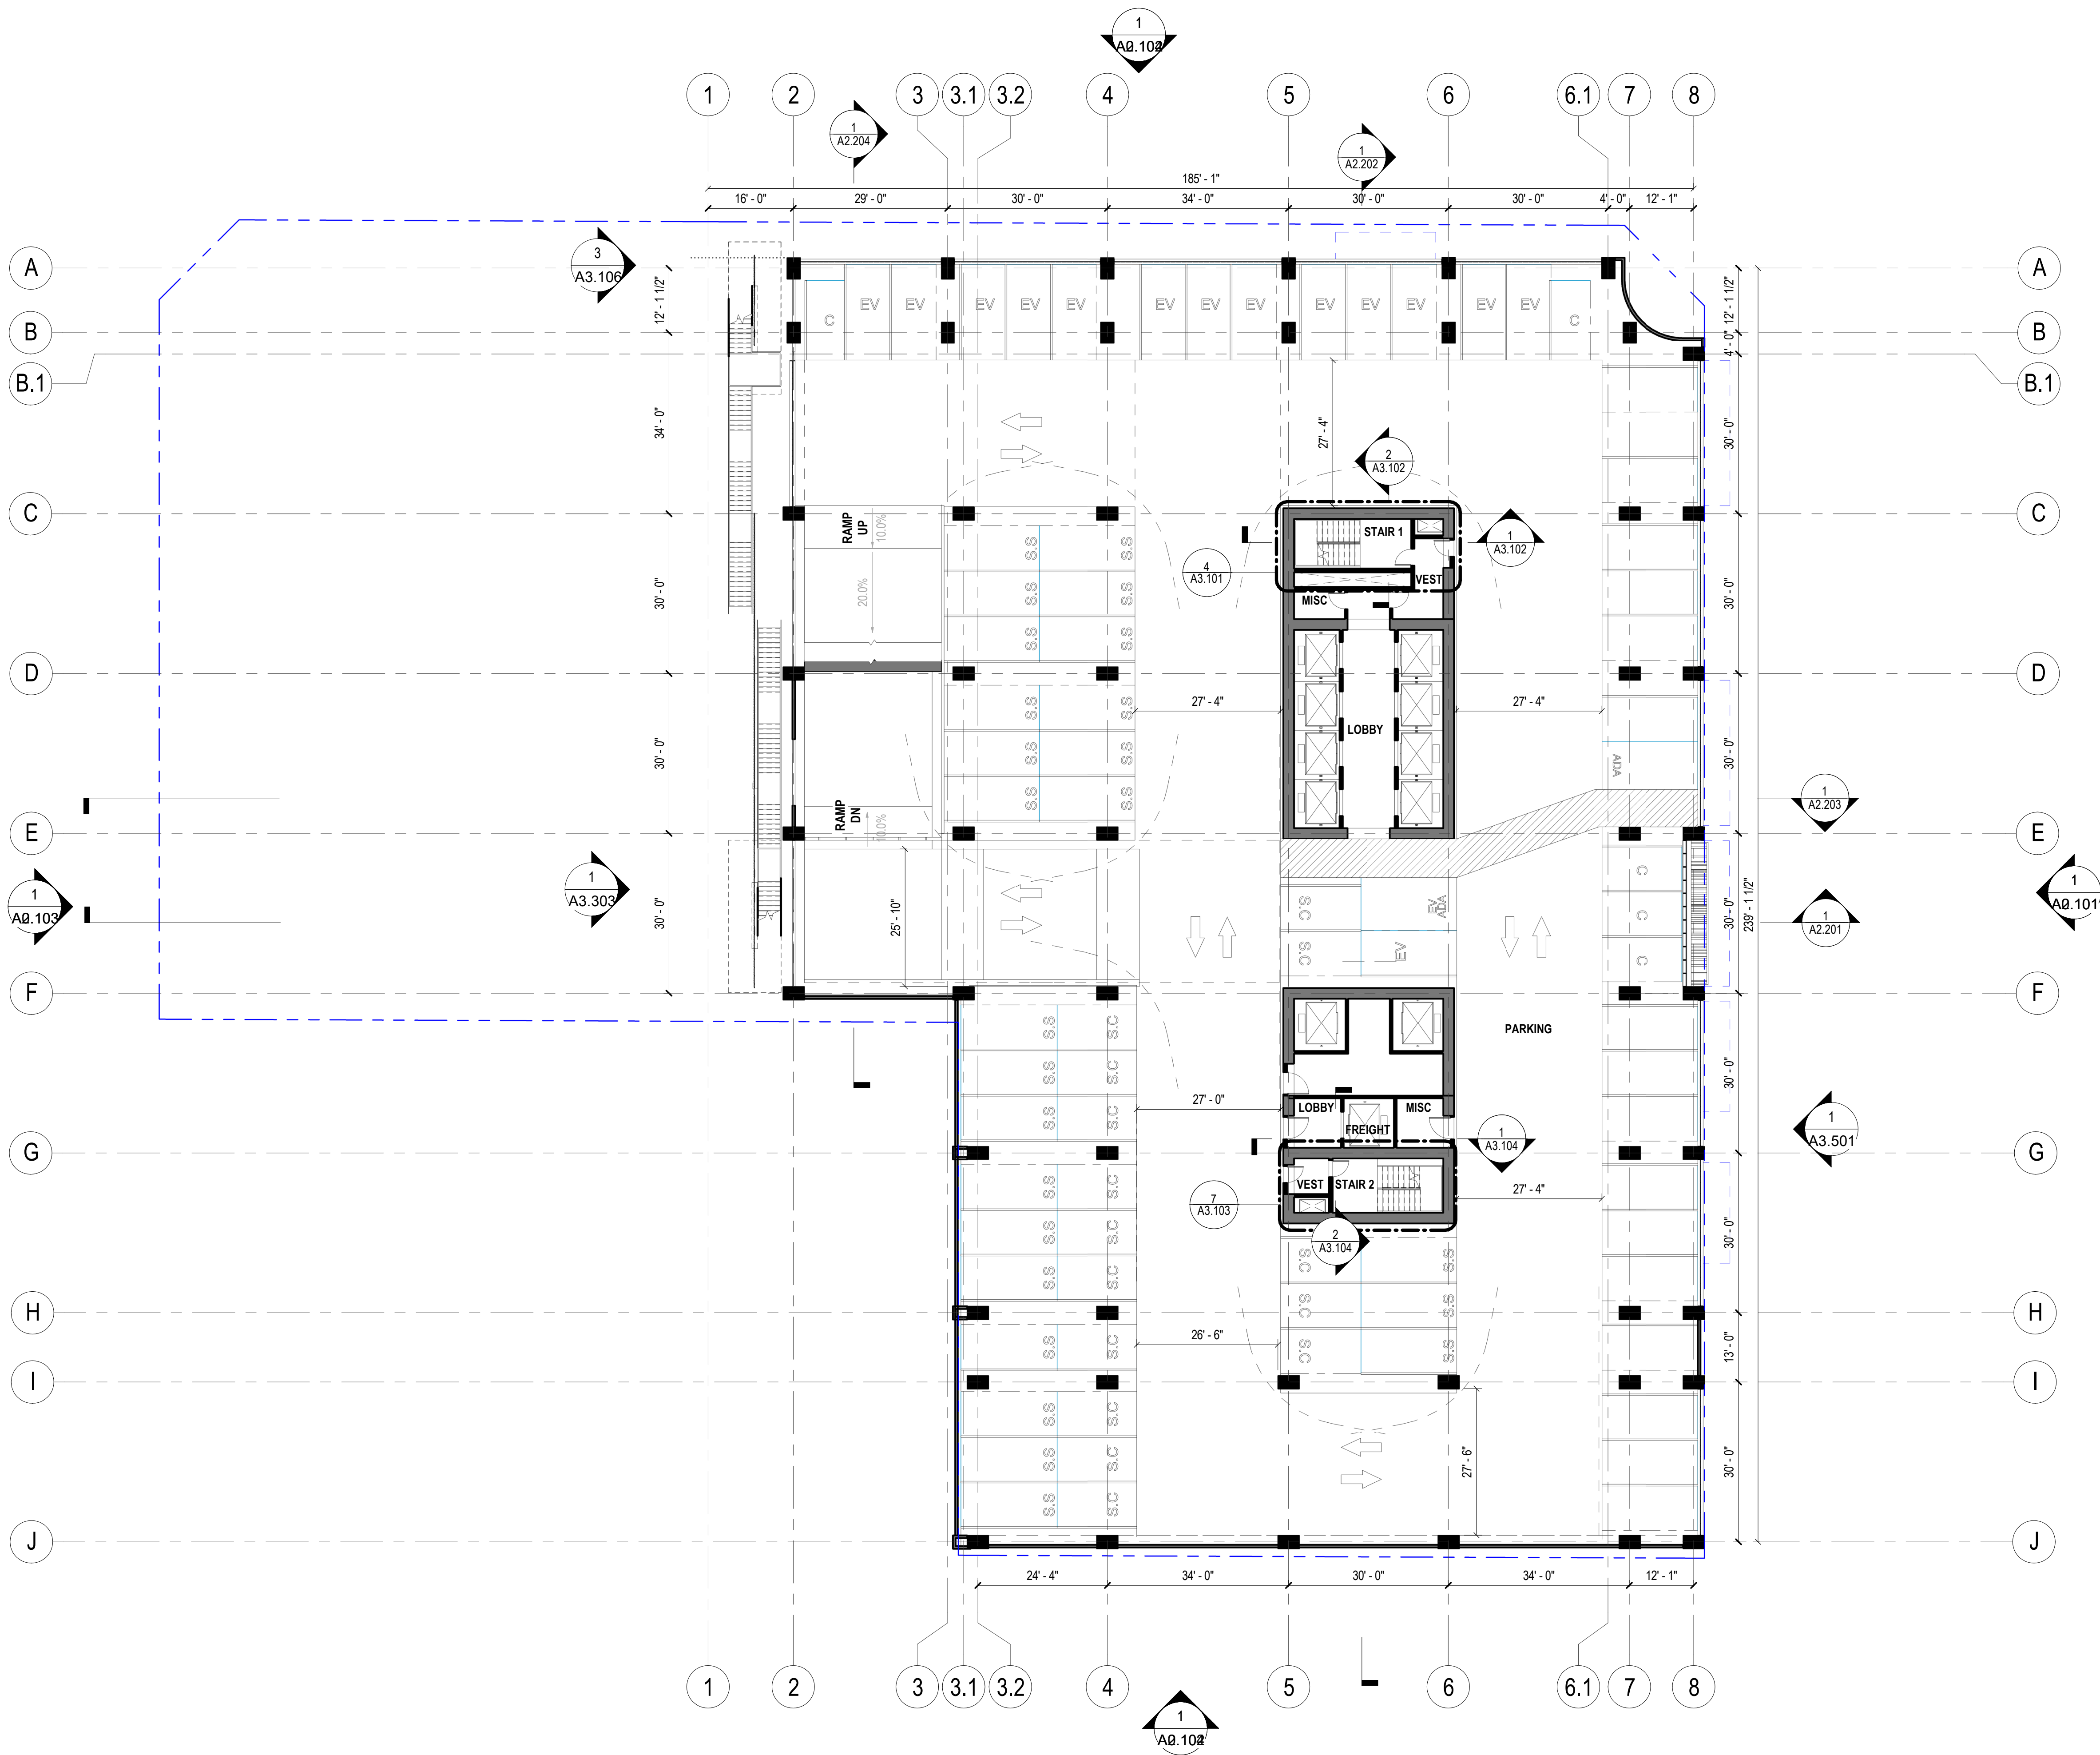 1
1
2
3
3.1
3.2
4
5
6
6.1
7
8
1
A2.204
1
A2.202
185' - 1"
16' - 0"
29' - 0"
30' - 0"
34' - 0"
30' - 0"
30' - 0"
4' - 0"
12' - 1"
3
A3.106
A
A
12' - 1 1/2"
12' - 1 1/2"
C
EV
EV
EV
EV
EV
EV
EV
EV
EV
EV
EV
EV
EV
C
B
B
4' - 0"
B.1
B.1
34' - 0"
27' - 4"
30' - 0"
2
A3.102
C
C
RAMP
UP
10.0%
20.0%
S.S
S.S
S.S
S.S
S.S
S.S
STAIR 1
VEST
MISC
1
A3.102
4
A3.101
30' - 0"
30' - 0"
D
D
S.S
S.S
S.S
S.S
S.S
S.S
27' - 4"
27' - 4"
LOBBY
30' - 0"
30' - 0"
ADA
RAMP
DN
10.0%
1
A2.203
E
E
1
A3.303
1
1
25' - 10"
30' - 0"
30' - 0"
239' - 1 1/2"
S.C
S.C
EV
ADA
EV
C
C
C
1
A2.201
F
F
PARKING
S.S
S.S
S.S
S.C
S.C
S.C
27' - 0"
LOBBY
FREIGHT
MISC
30' - 0"
1
A3.104
1
A3.501
G
G
VEST
STAIR 2
27' - 4"
7
A3.103
2
A3.104
S.S
S.S
S.S
S.C
S.C
S.C
S.C
S.C
S.C
S.S
S.S
S.S
30' - 0"
H
H
26' - 6"
S.S
S.C
13' - 0"
I
I
S.S
S.S
S.S
S.C
S.C
S.C
27' - 6"
30' - 0"
J
J
24' - 4"
34' - 0"
30' - 0"
34' - 0"
12' - 1"
1
2
3
3.1
3.2
4
5
6
6.1
7
8
1